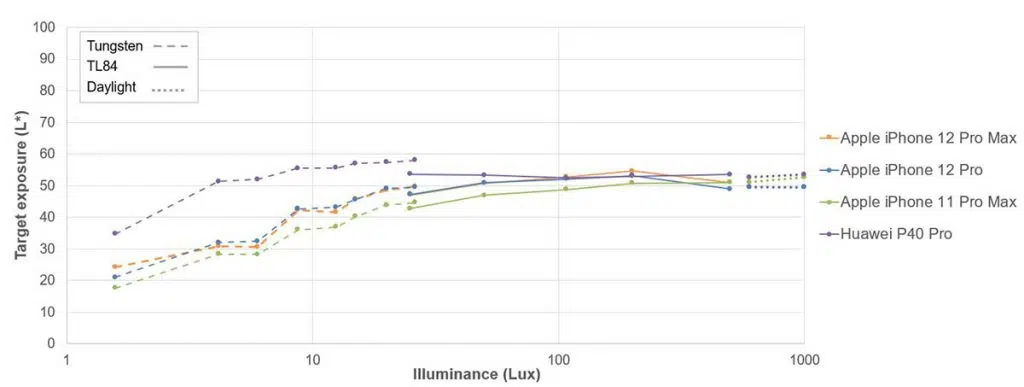 100
90
80
70
60
50
40
30
20
10
0
Target exposure (L*)
Tungsten
TL84
Daylight
Apple iPhone 12 Pro Max
Apple iPhone 12 Pro
Apple iPhone 11 Pro Max
Huawei P40 Pro
1 10 100 1000
Illuminance (Lux)